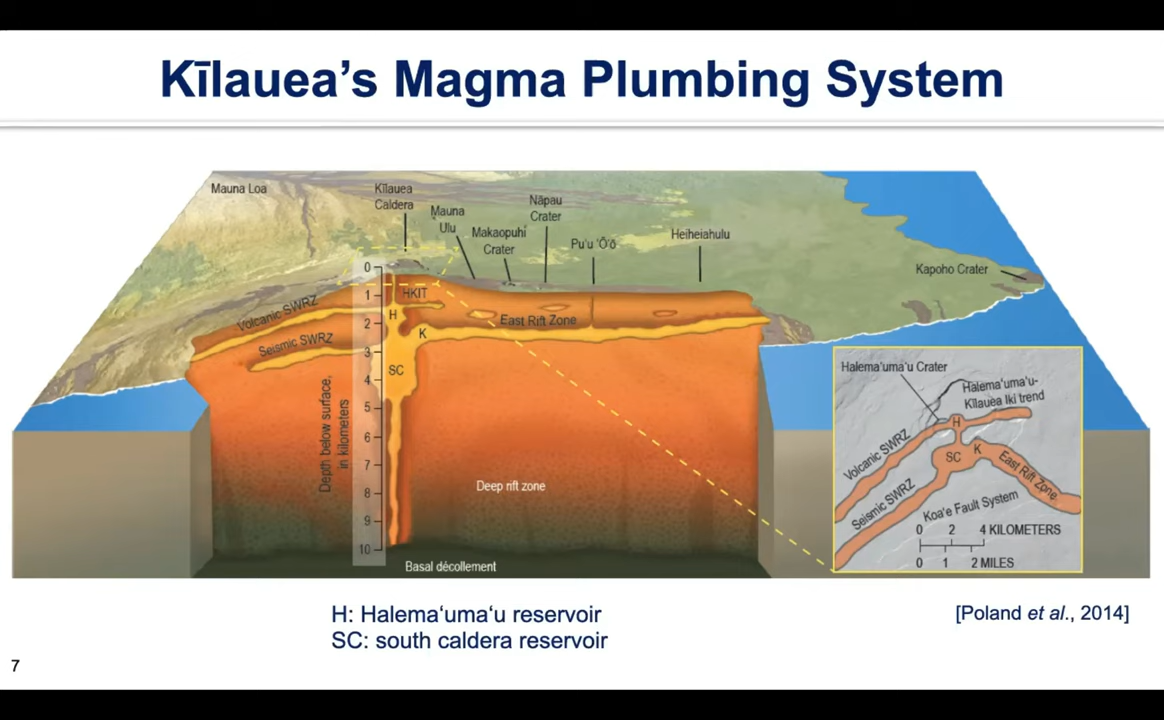 Kīlauea’s Magma Plumbing System
Mauna Loa
Kīlauea
Caldera
Mauna
Ulu
Makaopuhi
Crater
Nāpau
Crater
Pu‘u ‘Ō‘ō
Heiheiahulu
Kapoho Crater
0
1
2
3
4
5
6
7
8
9
10
Depth below surface,
in kilometers
Volcanic SWRZ
Seismic SWRZ
HKIT
H
K
SC
East Rift Zone
Deep rift zone
Basal décollement
Halema‘uma‘u Crater
Halema‘uma‘u-
Kīlauea Iki trend
H
SC
K
Volcanic SWRZ
Seismic SWRZ
East Rift Zone
Koa‘e Fault System
0 2 4 KILOMETERS
0 1 2 MILES
H: Halema‘uma‘u reservoir
SC: south caldera reservoir
[Poland et al., 2014]
7